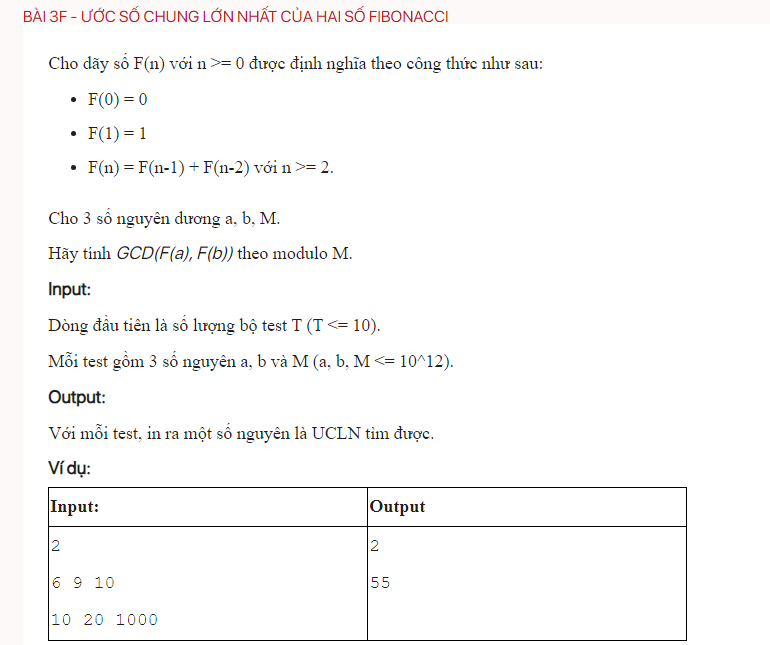 BÀI 3F - ƯỚC SỐ CHUNG LỚN NHẤT CỦA HAI SỐ FIBONACCI
Cho dãy số F(n) với n >= 0 được định nghĩa theo công thức như sau:
• F(0) = 0
• F(1) = 1
• F(n) = F(n-1) + F(n-2) với n >= 2.
Cho 3 số nguyên dương a, b, M.
Hãy tính GCD(F(a), F(b)) theo modulo M.
Input:
Dòng đầu tiên là số lượng bộ test T (T <= 10).
Mỗi test gồm 3 số nguyên a, b và M (a, b, M <= 10^12).
Output:
Với mỗi test, in ra một số nguyên là UCLN tìm được.
Ví dụ:
Input: Output
2 2
6 9 10 55
10 20 1000